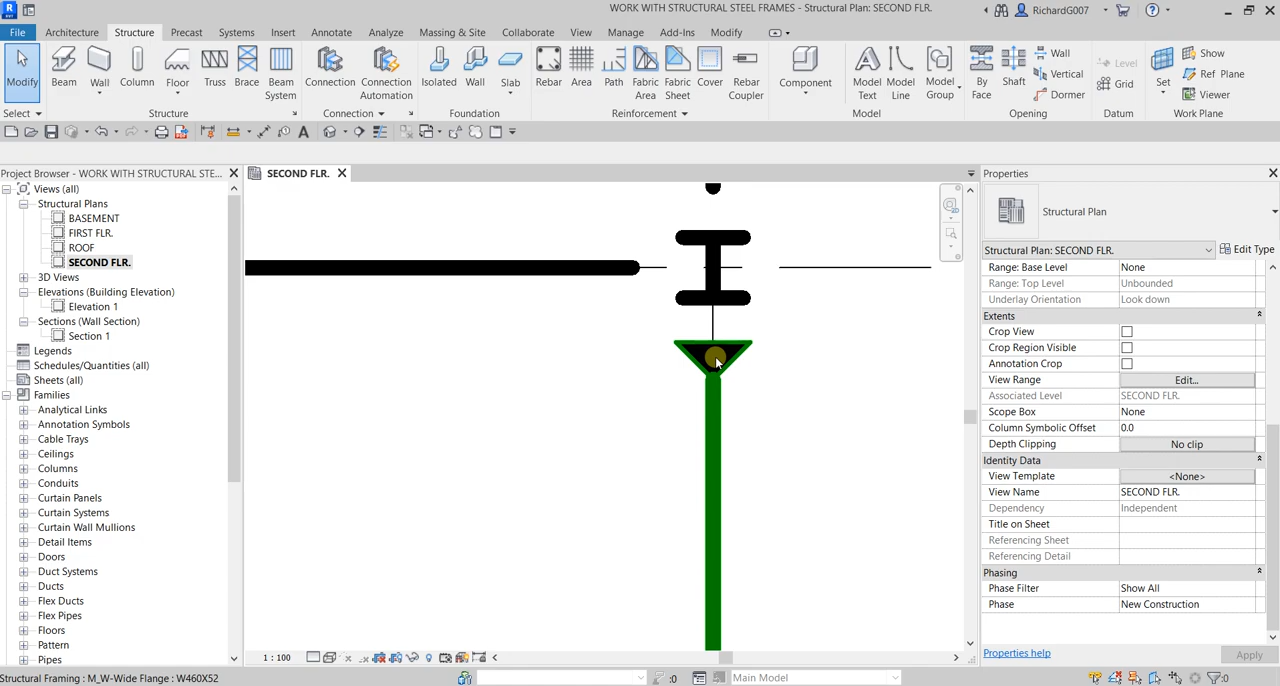 WORK WITH STRUCTURAL STEEL FRAMES - Structural Plan: SECOND FLR.
RichardG007
File Architecture Structure Precast Systems Insert Annotate Analyze Massing & Site Collaborate View Manage Add-Ins Modify
Modify Beam Wall Column Floor Truss Brace Beam System Connection Connection Automation Isolated Wall Slab Rebar Area Path Fabric Area Fabric Sheet Cover Rebar Coupler Component Model Text Model Line Model Group By Face Shaft Wall Vertical Dormer Level Grid Set Show Ref Plane Viewer
Select Structure Connection Foundation Reinforcement Model Opening Datum Work Plane
Project Browser - WORK WITH STRUCTURAL STE...
Views (all)
Structural Plans
BASEMENT
FIRST FLR.
ROOF
SECOND FLR.
3D Views
Elevations (Building Elevation)
Elevation 1
Sections (Wall Section)
Section 1
Legends
Schedules/Quantities (all)
Sheets (all)
Families
Analytical Links
Annotation Symbols
Cable Trays
Ceilings
Columns
Conduits
Curtain Panels
Curtain Systems
Curtain Wall Mullions
Detail Items
Doors
Duct Systems
Ducts
Flex Ducts
Flex Pipes
Floors
Pattern
Pipes
SECOND FLR.
1 : 100
Properties
Structural Plan
Structural Plan: SECOND FLR. Edit Type
Range: Base Level None
Range: Top Level Unbounded
Underlay Orientation Look down
Extents
Crop View
Crop Region Visible
Annotation Crop
View Range Edit...
Associated Level SECOND FLR.
Scope Box None
Column Symbolic Offset 0.0
Depth Clipping No clip
Identity Data
View Template <None>
View Name SECOND FLR.
Dependency Independent
Title on Sheet
Referencing Sheet
Referencing Detail
Phasing
Phase Filter Show All
Phase New Construction
Properties help Apply
Structural Framing : M_W-Wide Flange : W460X52 :0 Main Model :0